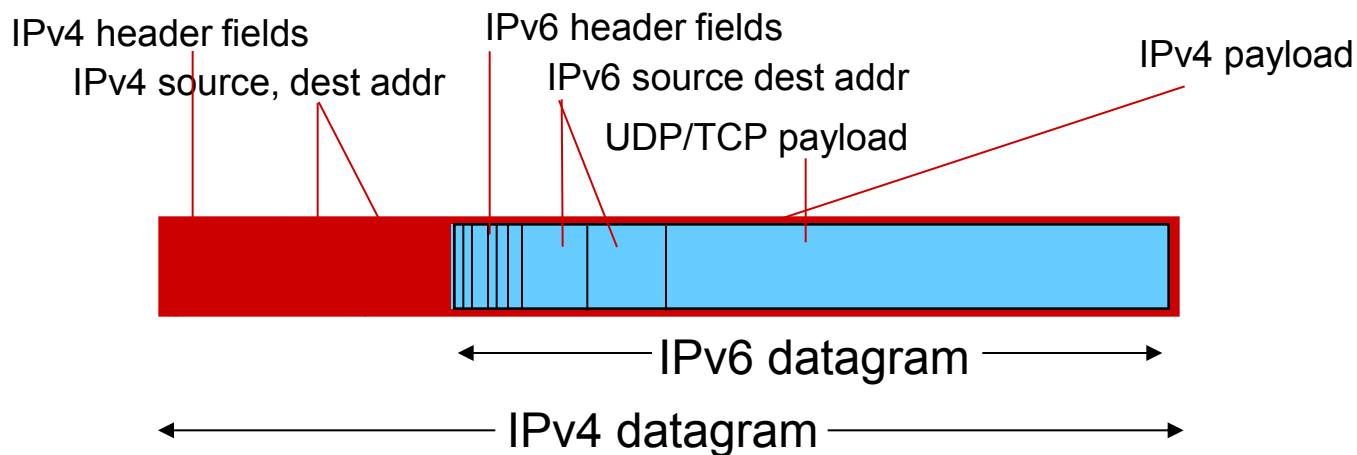 IPv4 header fields
IPv6 header fields
IPv4 payload
IPv4 source, dest addr
IPv6 source dest addr
UDP/TCP payload
IPv6 datagram
IPv4 datagram